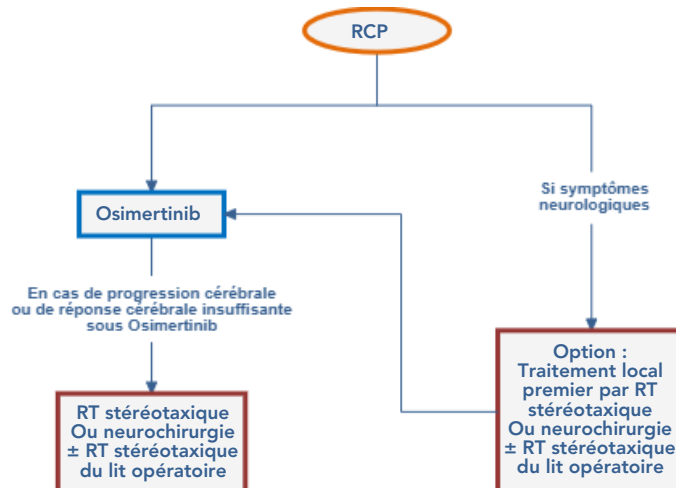 RCP
Osimertinib
Si symptômes
neurologiques
En cas de progression cérébrale
ou de réponse cérébrale insuffisante
sous Osimertinib
RT stéréotaxique
Ou neurochirurgie
± RT stéréotaxique
du lit opératoire
Option :
Traitement local
premier par RT
stéréotaxique
Ou neurochirurgie
± RT stéréotaxique
du lit opératoire